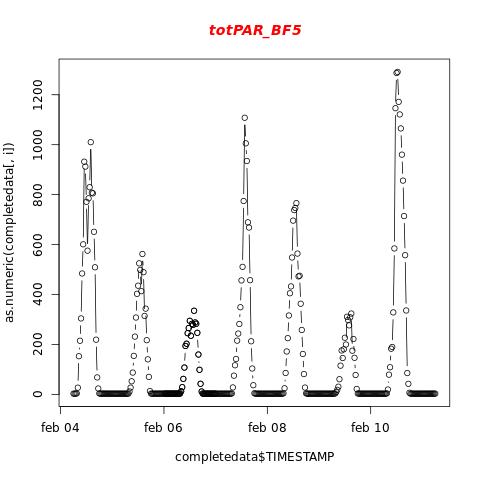 totPAR_BF5
as.numeric(completedata[, i])
1200
1000
800
600
400
200
0
feb 04
feb 06
feb 08
feb 10
completedata$TIMESTAMP